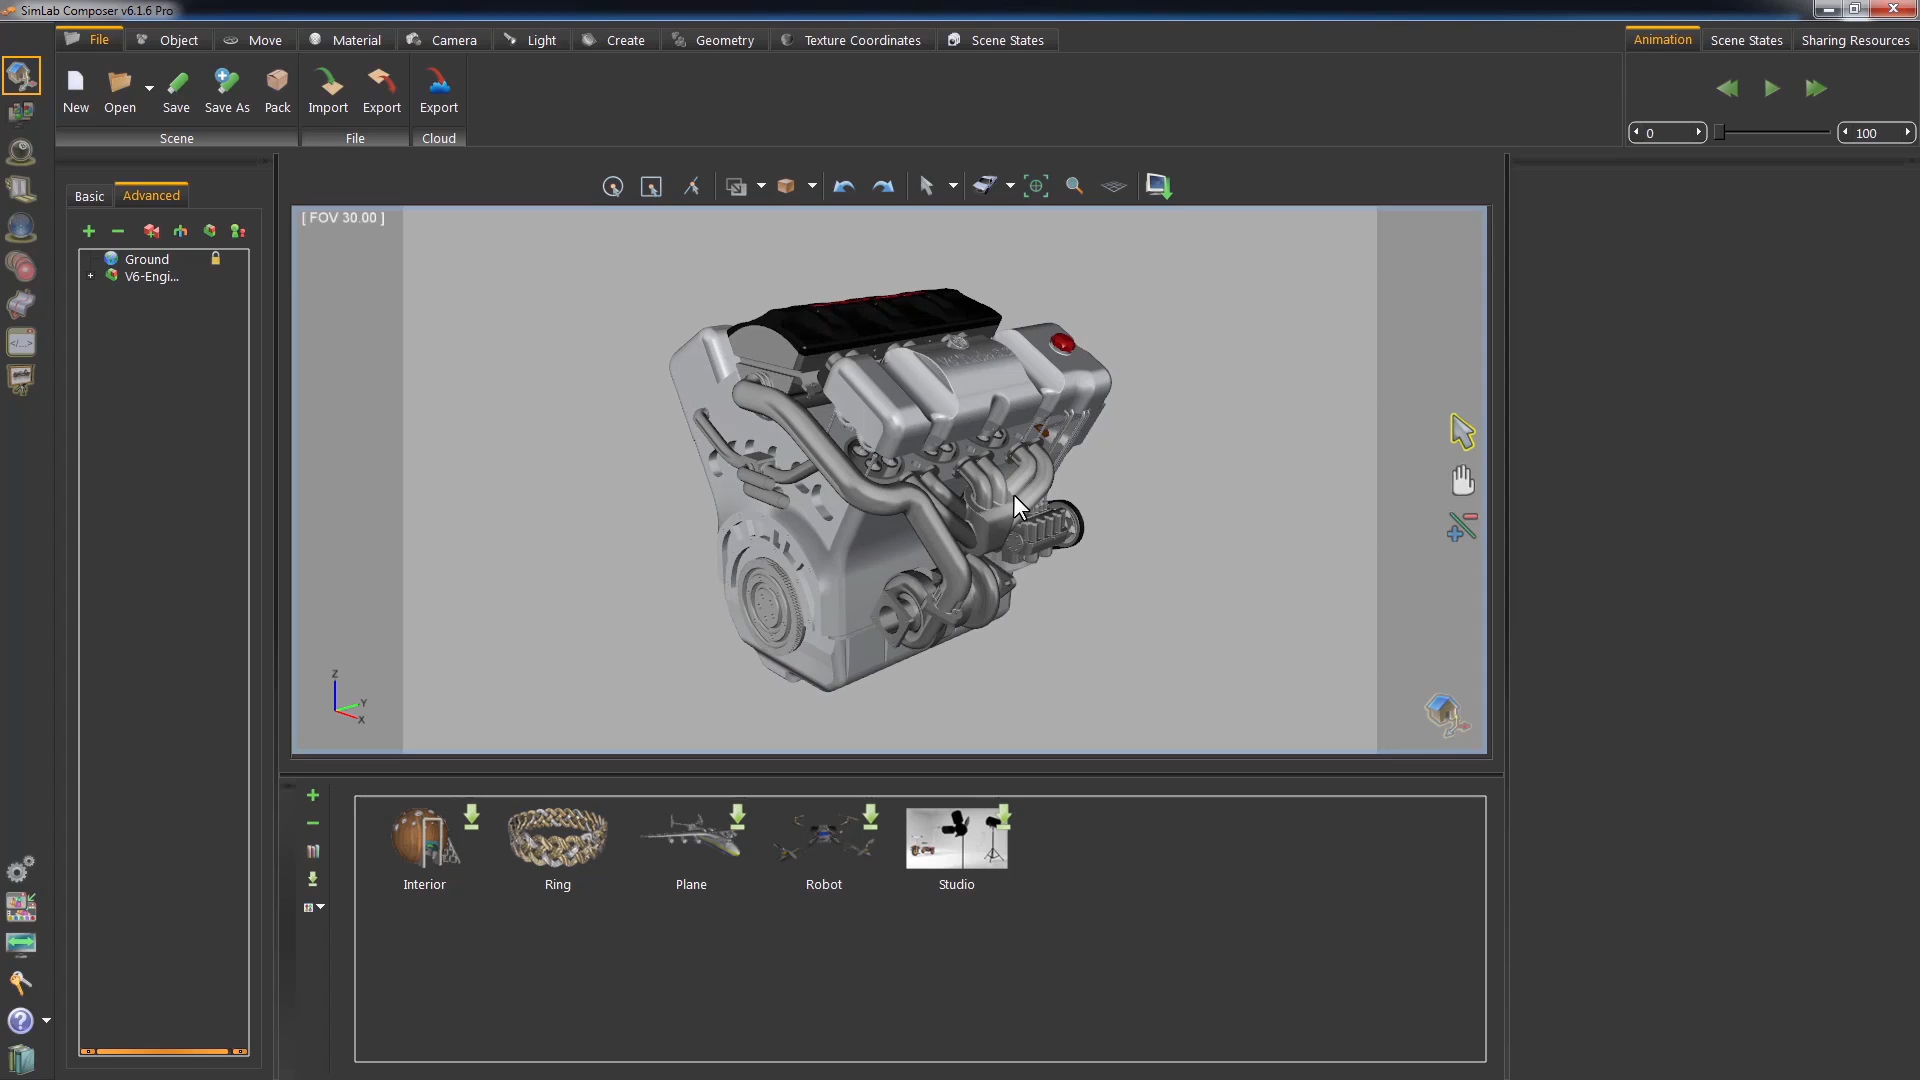 SimLab Composer v6.1.6 Pro
File Object Move Material Camera Light Create Geometry Texture Coordinates Scene States
Animation Scene States Sharing Resources
New Open Save Save As Pack Import Export Export
Scene File Cloud
0 100
Basic Advanced
[ FOV 30.00 ]
Ground
V6-Engi...
Z
Y
X
Interior Ring Plane Robot Studio